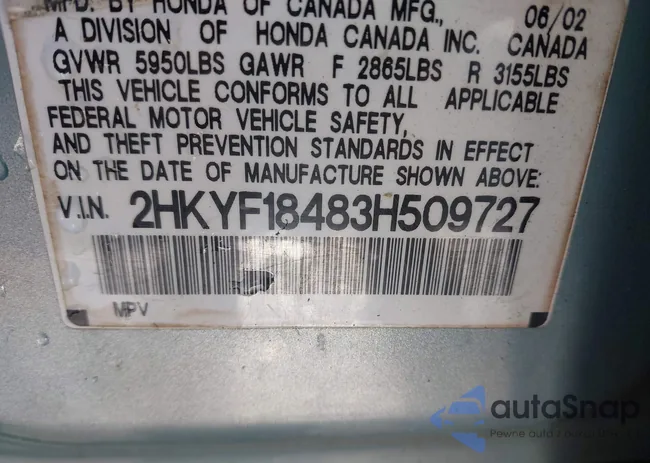 MFD. BY HONDA OF CANADA MFG., 06/02
A DIVISION OF HONDA CANADA INC. CANADA
GVWR 5950LBS GAWR F 2865LBS R 3155LBS
THIS VEHICLE CONFORMS TO ALL APPLICABLE
FEDERAL MOTOR VEHICLE SAFETY,
AND THEFT PREVENTION STANDARDS IN EFFECT
ON THE DATE OF MANUFACTURE SHOWN ABOVE:
V.I.N. 2HKYF18483H509727
MPV
autaSnap
Pewne auta